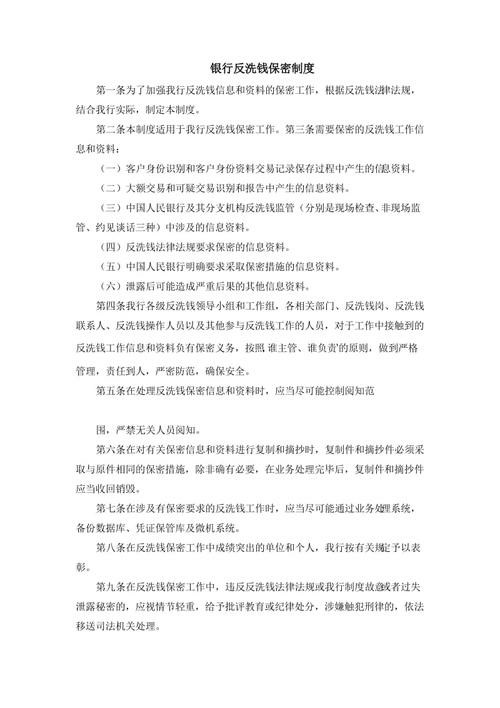 银行反洗钱保密制度
第一条为了加强我行反洗钱信息和资料的保密工作，根据反洗钱法律法规，
结合我行实际，制定本制度。
第二条本制度适用于我行反洗钱保密工作。第三条需要保密的反洗钱工作信
息和资料：
（一）客户身份识别和客户身份资料交易记录保存过程中产生的信息资料。
（二）大额交易和可疑交易识别和报告中产生的信息资料。
（三）中国人民银行及其分支机构反洗钱监管（分别是现场检查、非现场监
管、约见谈话三种）中涉及的信息资料。
（四）反洗钱法律法规要求保密的信息资料。
（五）中国人民银行明确要求采取保密措施的信息资料。
（六）泄露后可能造成严重后果的其他信息资料。
第四条我行各级反洗钱领导小组和工作组，各相关部门、反洗钱岗、反洗钱
联系人、反洗钱操作人员以及其他参与反洗钱工作的人员，对于工作中接触到的
反洗钱工作信息和资料负有保密义务，按照‘谁主管、谁负责’的原则，做到严格
管理，责任到人，严密防范，确保安全。
第五条在处理反洗钱保密信息和资料时，应当尽可能控制阅知范
围，严禁无关人员阅知。
第六条在对有关保密信息和资料进行复制和摘抄时，复制件和摘抄件必须采
取与原件相同的保密措施，除非确有必要，在业务处理完毕后，复制件和摘抄件
应当收回销毁。
第七条在涉及有保密要求的反洗钱工作时，应当尽可能通过业务处理系统，
备份数据库、凭证保管库及微机系统。
第八条在反洗钱保密工作中成绩突出的单位和个人，我行按有关规定予以表
彰。
第九条在反洗钱保密工作中，违反反洗钱法律法规或我行制度故意或者过失
泄露秘密的，应视情节轻重，给予批评教育或纪律处分，涉嫌触犯刑律的，依法
移送司法机关处理。